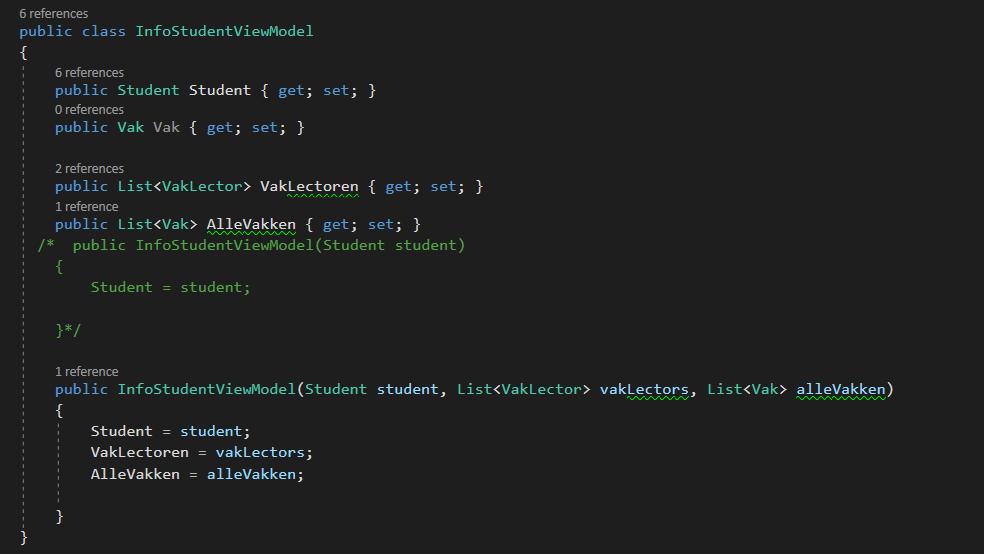 6 references
public class InfoStudentViewModel
{
6 references
public Student Student { get; set; }
0 references
public Vak Vak { get; set; }
2 references
public List<VakLector> VakLectoren { get; set; }
1 reference
public List<Vak> AlleVakken { get; set; }
/*  public InfoStudentViewModel(Student student)
{
Student = student;
}*/
1 reference
public InfoStudentViewModel(Student student, List<VakLector> vakLectors, List<Vak> alleVakken)
{
Student = student;
VakLectoren = vakLectors;
AlleVakken = alleVakken;
}
}